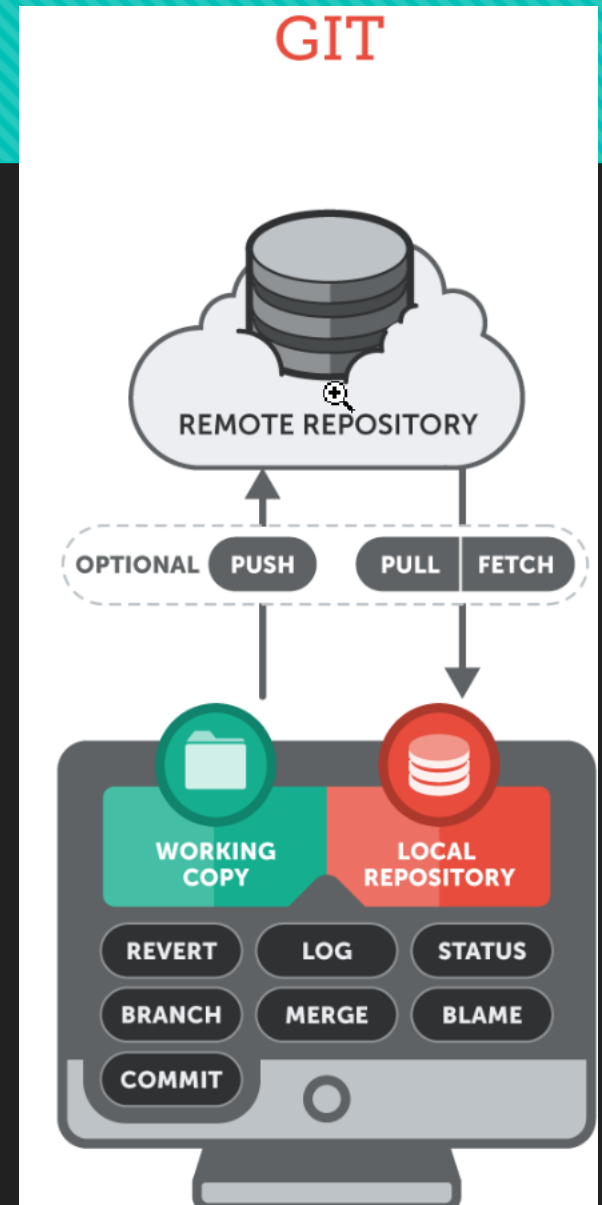 GIT
REMOTE REPOSITORY
OPTIONAL PUSH PULL FETCH
WORKING
COPY
LOCAL
REPOSITORY
REVERT LOG STATUS
BRANCH MERGE BLAME
COMMIT